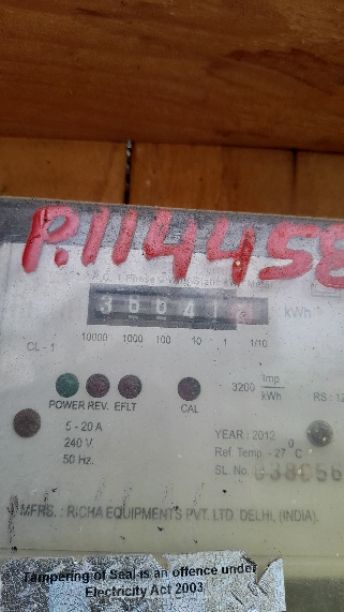 P.114458
kWh
10000 1000 100 10 1 1/10
CL - 1
3200 Imp/kWh
POWER REV. EFLT CAL
5 - 20 A
240 V.
50 Hz.
YEAR : 2012
Ref. Temp - 27 °C
SL. No.
MFRS. : RICHA EQUIPMENTS PVT. LTD. DELHI, (INDIA).
Tampering of Seal is an offence under
Electricity Act 2003